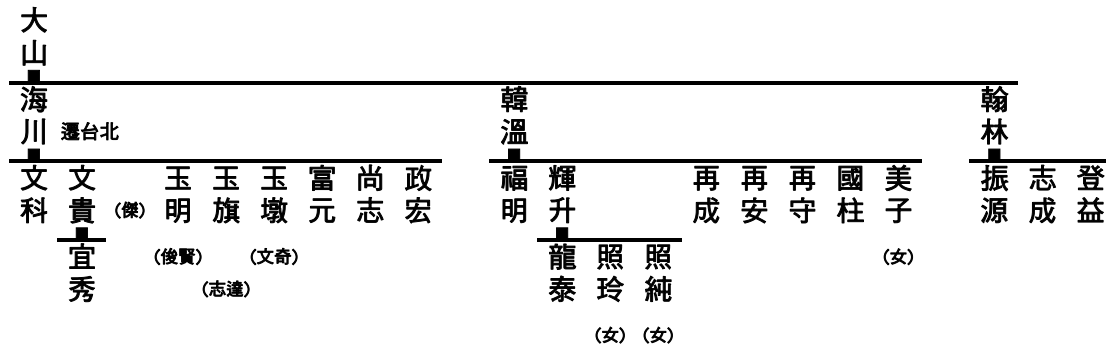 大山
海川 遷台北
韓溫
翰林
文科
文貴（傑）
玉明（俊賢）
玉旗（志達）
玉墩（文奇）
富元
尚志
政宏
福明
輝升
再成
再安
再守
國柱
美子（女）
振源
志成
登益
宜秀
龍泰
照玲（女）
照純（女）